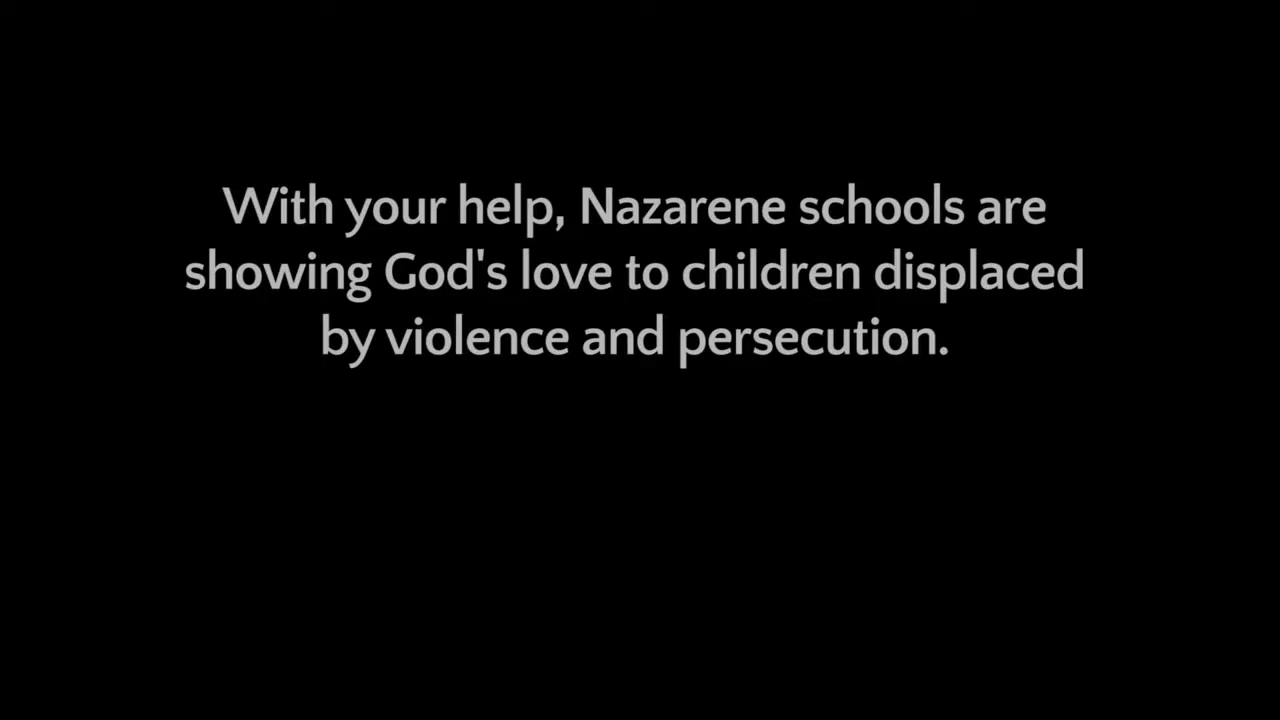 With your help, Nazarene schools are
showing God's love to children displaced
by violence and persecution.